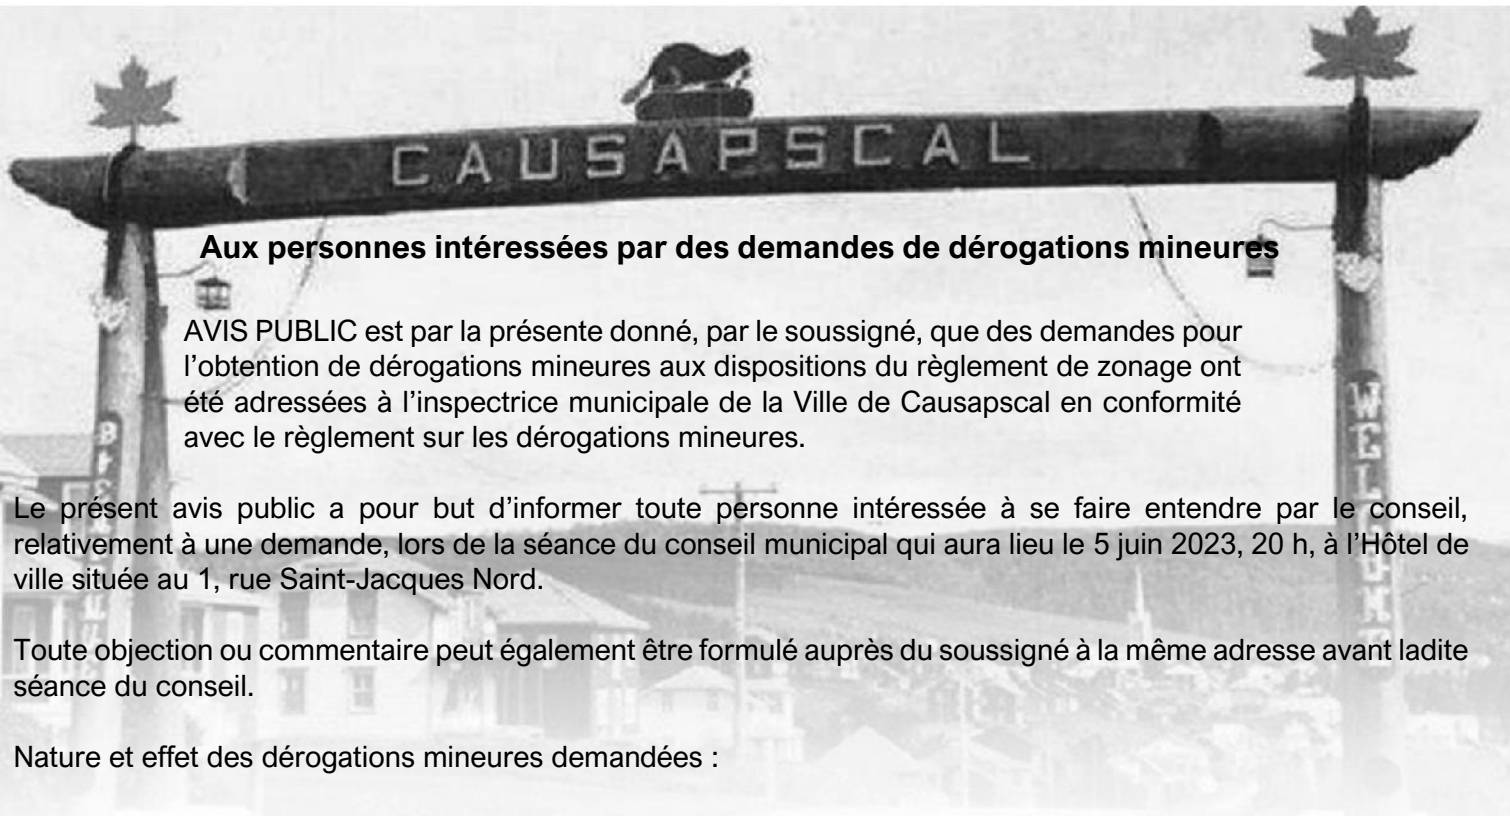 CAUSAPSCAL
Aux personnes intéressées par des demandes de dérogations mineures
AVIS PUBLIC est par la présente donné, par le soussigné, que des demandes pour
l’obtention de dérogations mineures aux dispositions du règlement de zonage ont
été adressées à l’inspectrice municipale de la Ville de Causapscal en conformité
avec le règlement sur les dérogations mineures.
WELCOME
Le présent avis public a pour but d’informer toute personne intéressée à se faire entendre par le conseil,
relativement à une demande, lors de la séance du conseil municipal qui aura lieu le 5 juin 2023, 20 h, à l’Hôtel de
ville située au 1, rue Saint-Jacques Nord.
Toute objection ou commentaire peut également être formulé auprès du soussigné à la même adresse avant ladite
séance du conseil.
Nature et effet des dérogations mineures demandées :